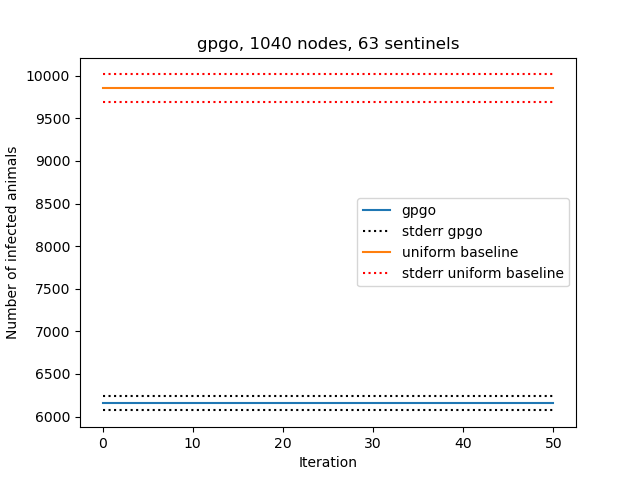 gpgo, 1040 nodes, 63 sentinels
Number of infected animals
10000
9500
9000
8500
8000
7500
7000
6500
6000
gpgo
stderr gpgo
uniform baseline
stderr uniform baseline
0 10 20 30 40 50
Iteration